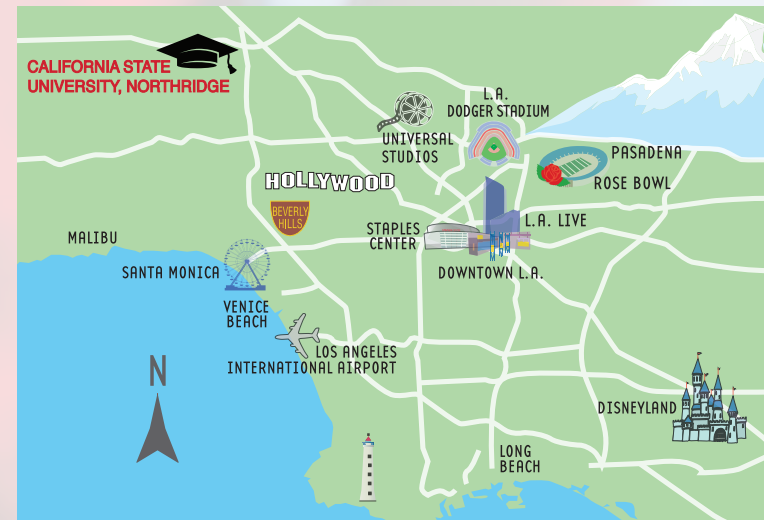 CALIFORNIA STATE
UNIVERSITY, NORTHRIDGE
L.A.
DODGER STADIUM
UNIVERSAL
STUDIOS
PASADENA
ROSE BOWL
HOLLYWOOD
BEVERLY
HILLS
STAPLES
CENTER
L.A. LIVE
DOWNTOWN L.A.
MALIBU
SANTA MONICA
VENICE
BEACH
LOS ANGELES
INTERNATIONAL AIRPORT
N
DISNEYLAND
LONG
BEACH